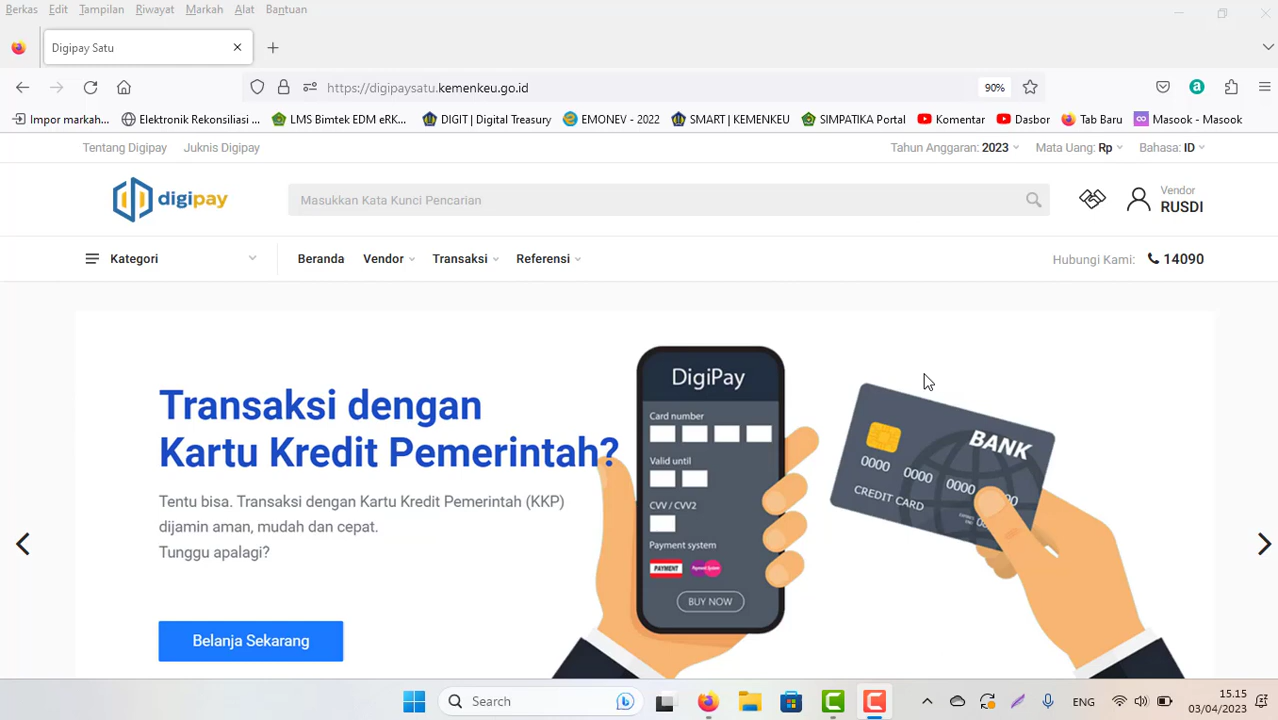 Berkas Edit Tampilan Riwayat Markah Alat Bantuan
Digipay Satu
https://digipaysatu.kemenkeu.go.id 90%
Impor markah... Elektronik Rekonsiliasi ... LMS Bimtek EDM eRK... DIGIT | Digital Treasury EMONEV - 2022 SMART | KEMENKEU SIMPATIKA Portal Komentar Dasbor Tab Baru Masook - Masook
Tentang Digipay Juknis Digipay Tahun Anggaran: 2023 Mata Uang: Rp Bahasa: ID
digipay Masukkan Kata Kunci Pencarian Vendor
RUSDI
Kategori Beranda Vendor Transaksi Referensi Hubungi Kami: 14090
Transaksi dengan
Kartu Kredit Pemerintah?
Tentu bisa. Transaksi dengan Kartu Kredit Pemerintah (KKP)
dijamin aman, mudah dan cepat.
Tunggu apalagi?
Belanja Sekarang
DigiPay
Card number
Valid until
CVV / CVV2
Payment system
PAYMENT Payment System
BUY NOW
BANK
0000 0000 0000
CREDIT CARD
Search ENG 15.15
03/04/2023